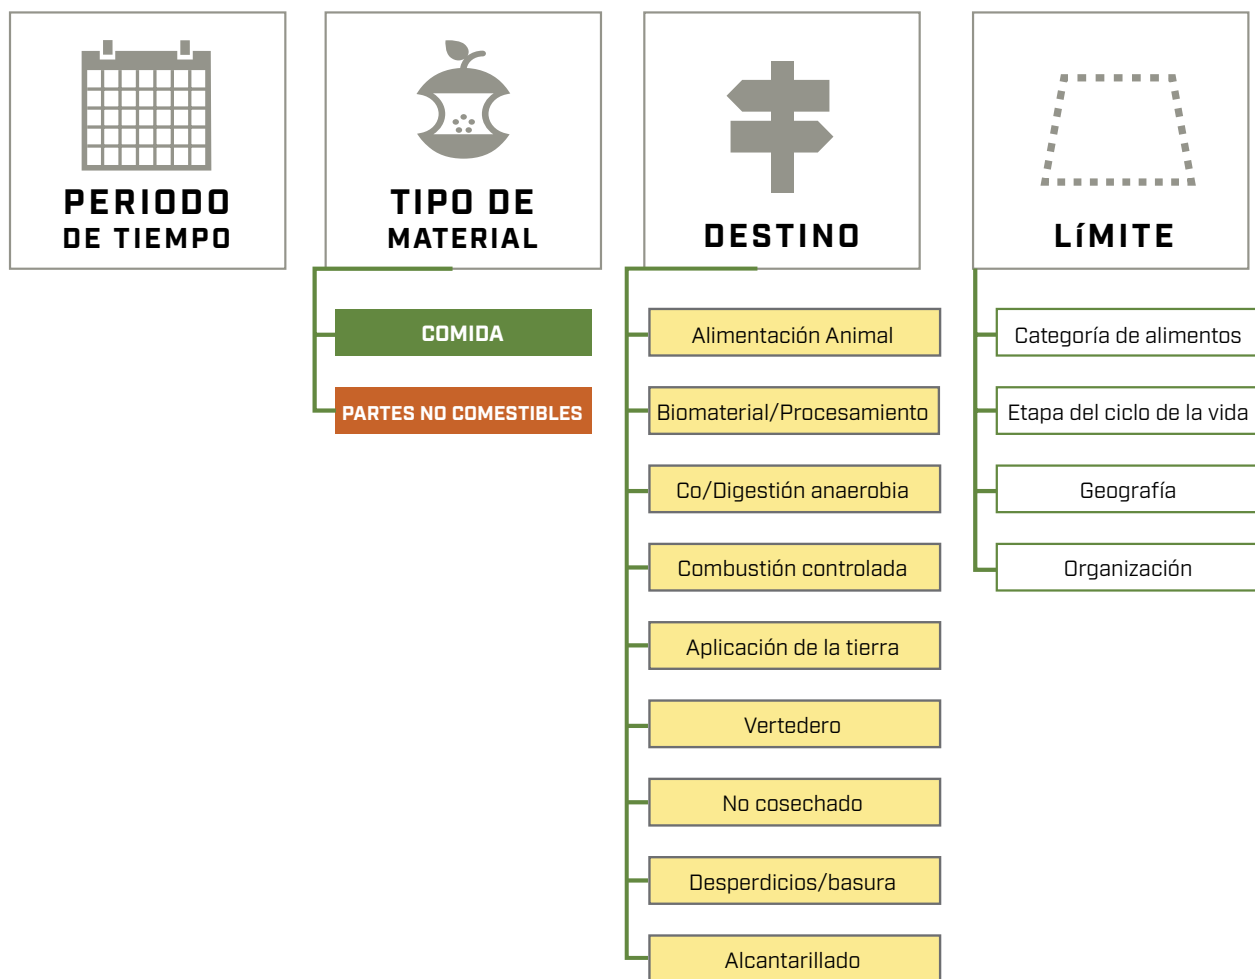 PERIODO
DE TIEMPO
TIPO DE
MATERIAL
COMIDA
PARTES NO COMESTIBLES
DESTINO
Alimentación Animal
Biomaterial/Procesamiento
Co/Digestión anaerobia
Combustión controlada
Aplicación de la tierra
Vertedero
No cosechado
Desperdicios/basura
Alcantarillado
LíMITE
Categoría de alimentos
Etapa del ciclo de la vida
Geografía
Organización